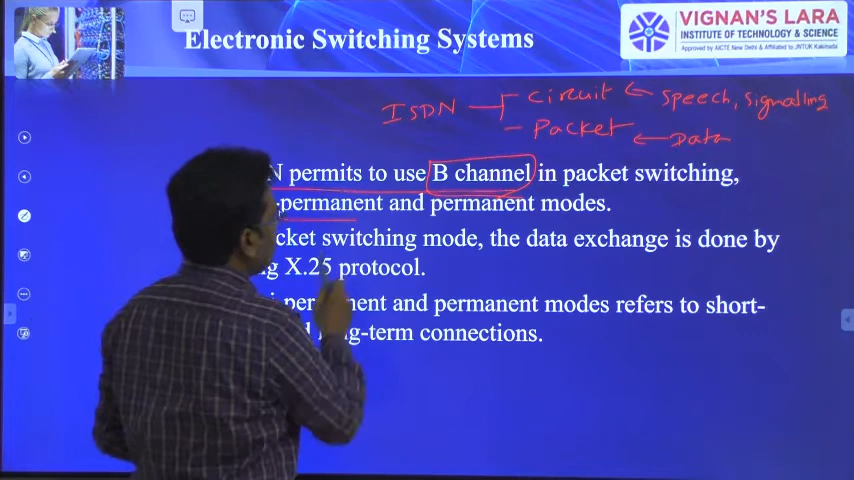 Electronic Switching Systems
VIGNAN'S LARA
INSTITUTE OF TECHNOLOGY & SCIENCE
Approved by AICTE New Delhi & Affiliated to JNTUK Kakinada
ISDN circuit speech, signalling
packet Data
N permits to use B channel in packet switching,
-permanent and permanent modes.
cket switching mode, the data exchange is done by
g X.25 protocol.
i-permanent and permanent modes refers to short-
long-term connections.